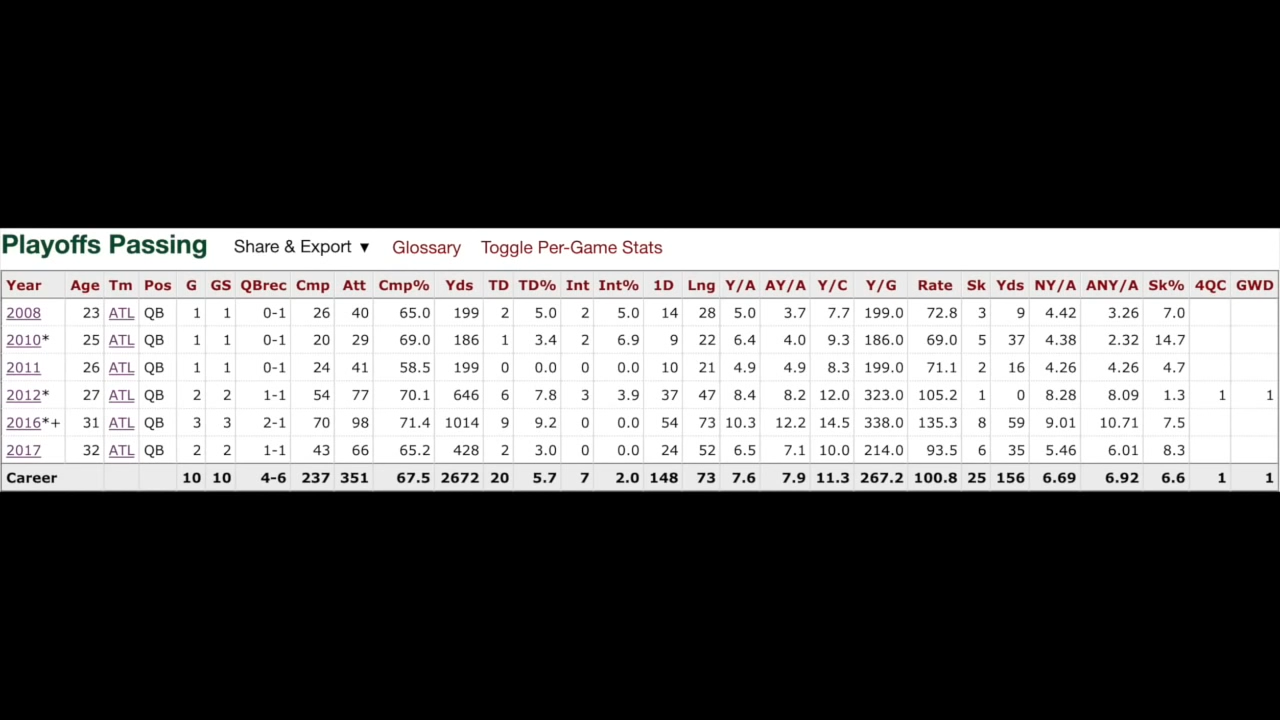 Playoffs Passing Share & Export ▼ Glossary Toggle Per-Game Stats
Year Age Tm Pos G GS QBrec Cmp Att Cmp% Yds TD TD% Int Int% 1D Lng Y/A AY/A Y/C Y/G Rate Sk Yds NY/A ANY/A Sk% 4QC GWD
2008 23 ATL QB 1 1 0-1 26 40 65.0 199 2 5.0 2 5.0 14 28 5.0 3.7 7.7 199.0 72.8 3 9 4.42 3.26 7.0
2010* 25 ATL QB 1 1 0-1 20 29 69.0 186 1 3.4 2 6.9 9 22 6.4 4.0 9.3 186.0 69.0 5 37 4.38 2.32 14.7
2011 26 ATL QB 1 1 0-1 24 41 58.5 199 0 0.0 0 0.0 10 21 4.9 4.9 8.3 199.0 71.1 2 16 4.26 4.26 4.7
2012* 27 ATL QB 2 2 1-1 54 77 70.1 646 6 7.8 3 3.9 37 47 8.4 8.2 12.0 323.0 105.2 1 0 8.28 8.09 1.3 1 1
2016*+ 31 ATL QB 3 3 2-1 70 98 71.4 1014 9 9.2 0 0.0 54 73 10.3 12.2 14.5 338.0 135.3 8 59 9.01 10.71 7.5
2017 32 ATL QB 2 2 1-1 43 66 65.2 428 2 3.0 0 0.0 24 52 6.5 7.1 10.0 214.0 93.5 6 35 5.46 6.01 8.3
Career 10 10 4-6 237 351 67.5 2672 20 5.7 7 2.0 148 73 7.6 7.9 11.3 267.2 100.8 25 156 6.69 6.92 6.6 1 1